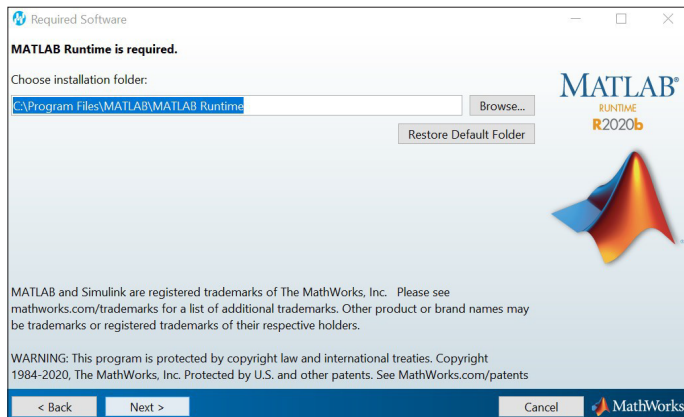 Required Software
MATLAB Runtime is required.
Choose installation folder:
C:\Program Files\MATLAB\MATLAB Runtime
Browse...
Restore Default Folder
MATLAB®
RUNTIME
R2020b
MATLAB and Simulink are registered trademarks of The MathWorks, Inc. Please see
mathworks.com/trademarks for a list of additional trademarks. Other product or brand names may
be trademarks or registered trademarks of their respective holders.
WARNING: This program is protected by copyright law and international treaties. Copyright
1984-2020, The MathWorks, Inc. Protected by U.S. and other patents. See MathWorks.com/patents
< Back
Next >
Cancel
MathWorks